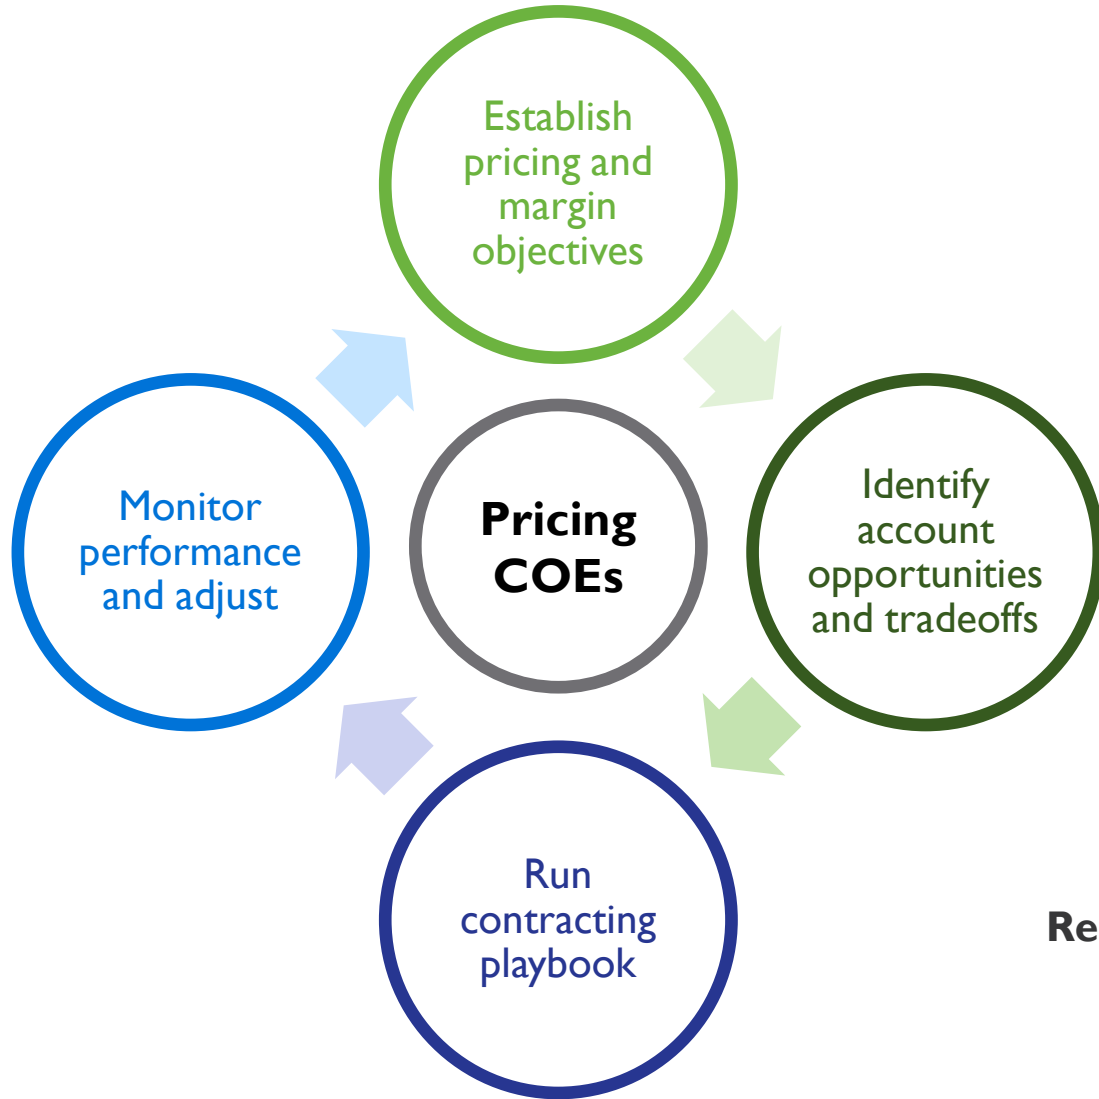 Establish
pricing and
margin
objectives
Monitor
performance
and adjust
Pricing
COEs
Identify
account
opportunities
and tradeoffs
Run
contracting
playbook
Re